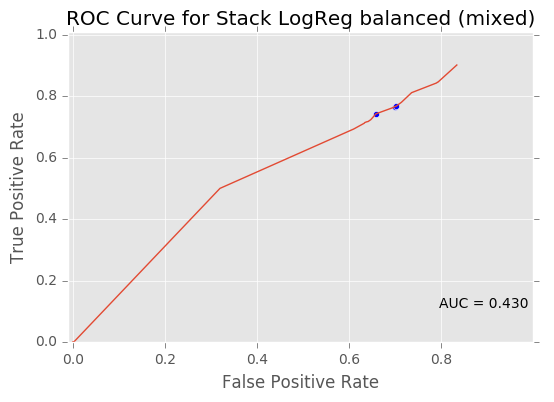 ROC Curve for Stack LogReg balanced (mixed)
1.0
0.8
0.6
0.4
0.2
0.0
True Positive Rate
AUC = 0.430
0.0 0.2 0.4 0.6 0.8
False Positive Rate